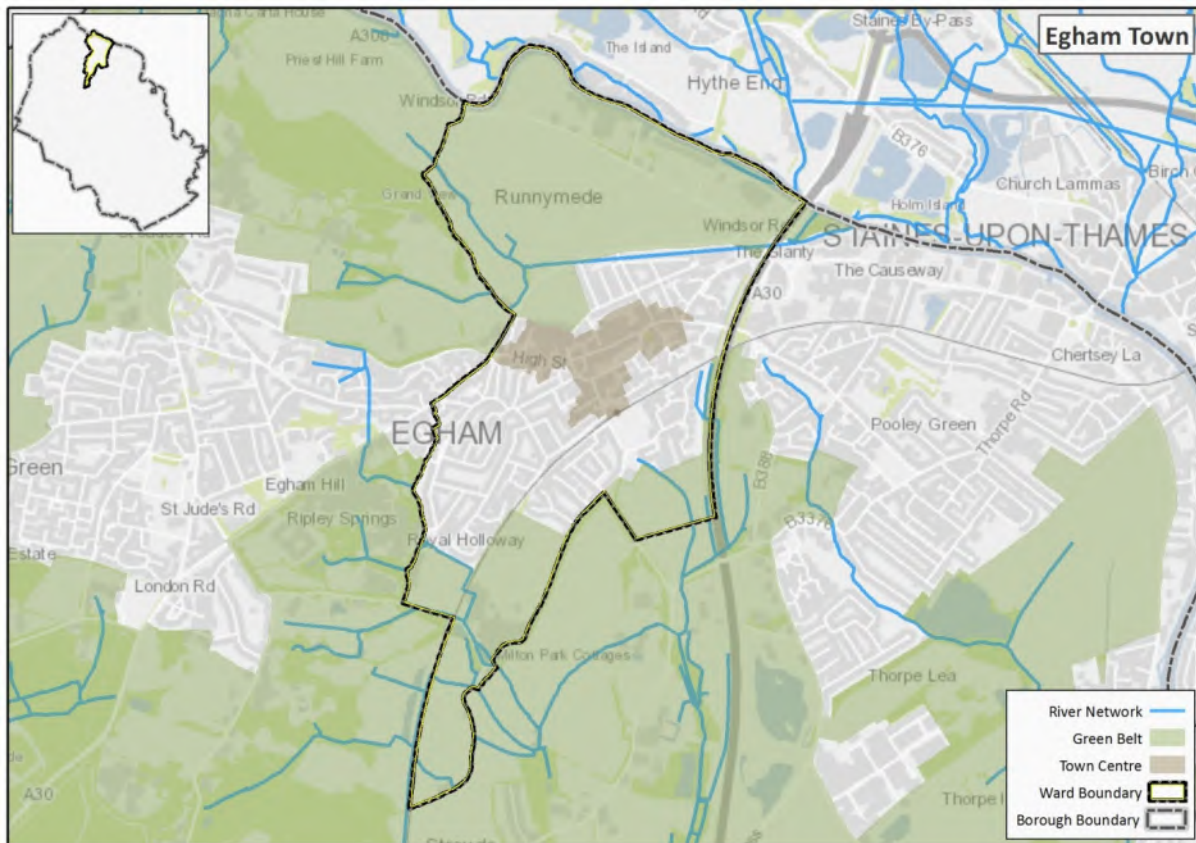 Egham Town
A308
Priest Hill Farm
The Island
Staines By-Pass
Hythe End
Windsor Rd
B376
Church Lammas
Runnymede
Holm Island
Windsor Rd
STAINES-UPON-THAMES
The Glanty
The Causeway
A30
High St
Chertsey La
EGHAM
Pooley Green
Thorpe Rd
Green
Egham Hill
B388
St Jude's Rd
Ripley Springs
B3376
Estate
Royal Holloway
London Rd
Milton Park Cottages
Thorpe Lea
A30
River Network
Green Belt
Town Centre
Ward Boundary
Borough Boundary